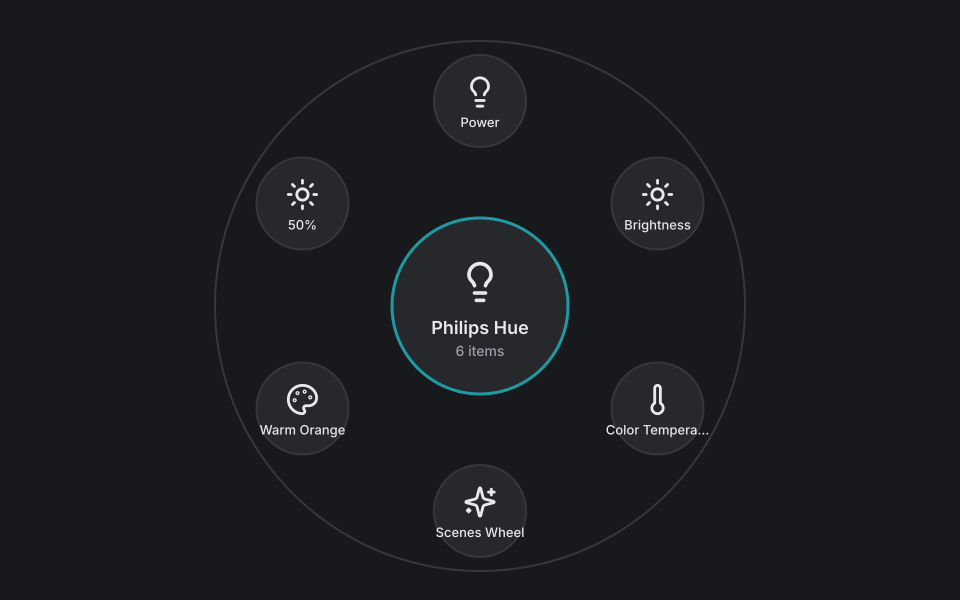 Power
50%
Brightness
Philips Hue
6 items
Warm Orange
Color Tempera...
Scenes Wheel